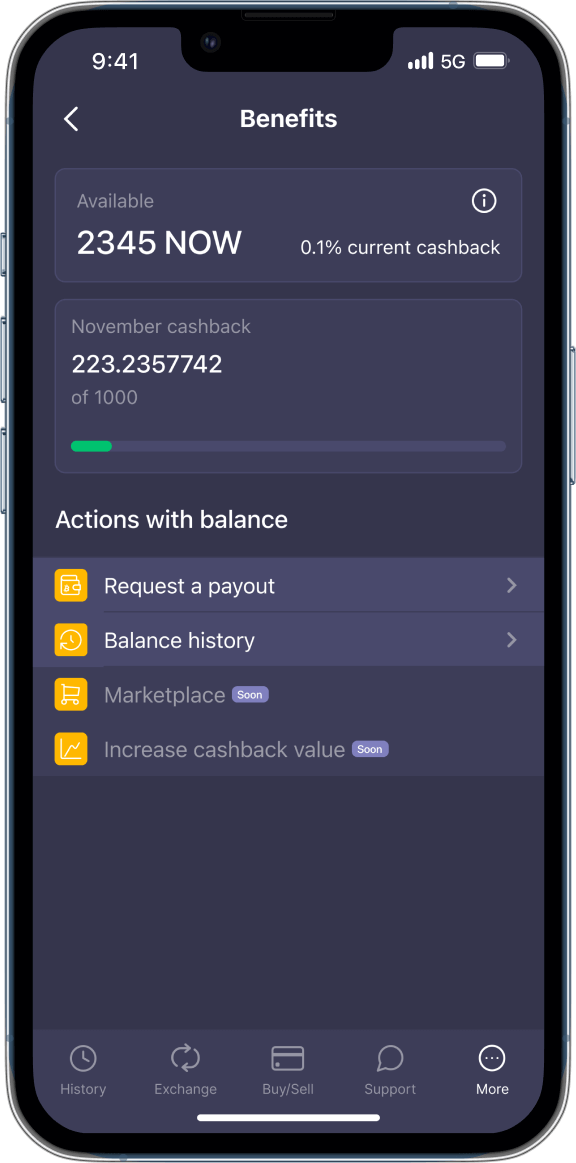 9:41
5G
Benefits
Available
2345 NOW
0.1% current cashback
November cashback
223.2357742
of 1000
Actions with balance
Request a payout
Balance history
Marketplace Soon
Increase cashback value Soon
History
Exchange
Buy/Sell
Support
More